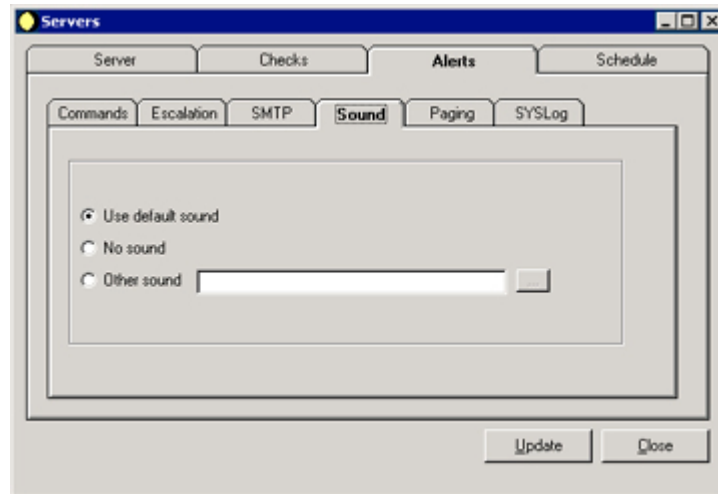 Servers
Server Checks Alerts Schedule
Commands Escalation SMTP Sound Paging SYSLog
Use default sound
No sound
Other sound ...
Update Close